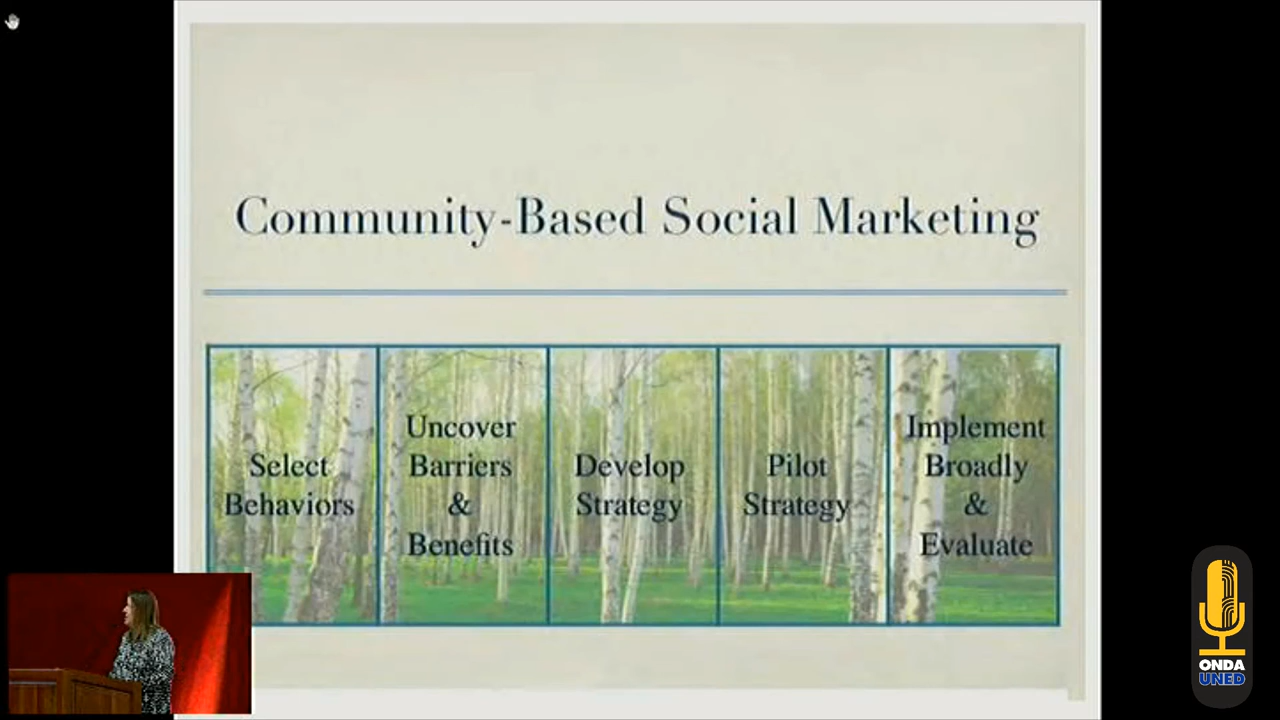 Community-Based Social Marketing
Select
Behaviors
Uncover
Barriers
&
Benefits
Develop
Strategy
Pilot
Strategy
Implement
Broadly
&
Evaluate
ONDA
UNED